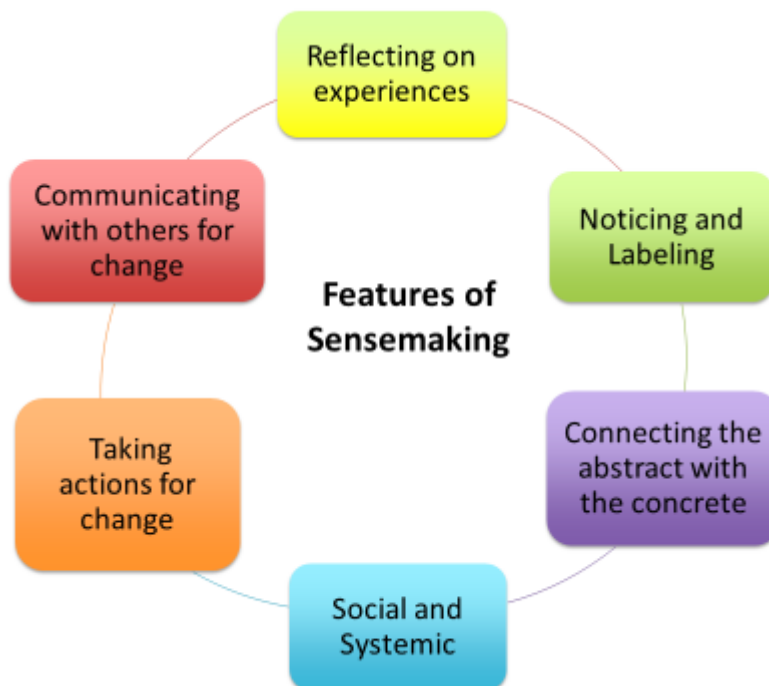 Reflecting on
experiences
Noticing and
Labeling
Connecting the
abstract with
the concrete
Social and
Systemic
Taking
actions for
change
Communicating
with others for
change
Features of
Sensemaking